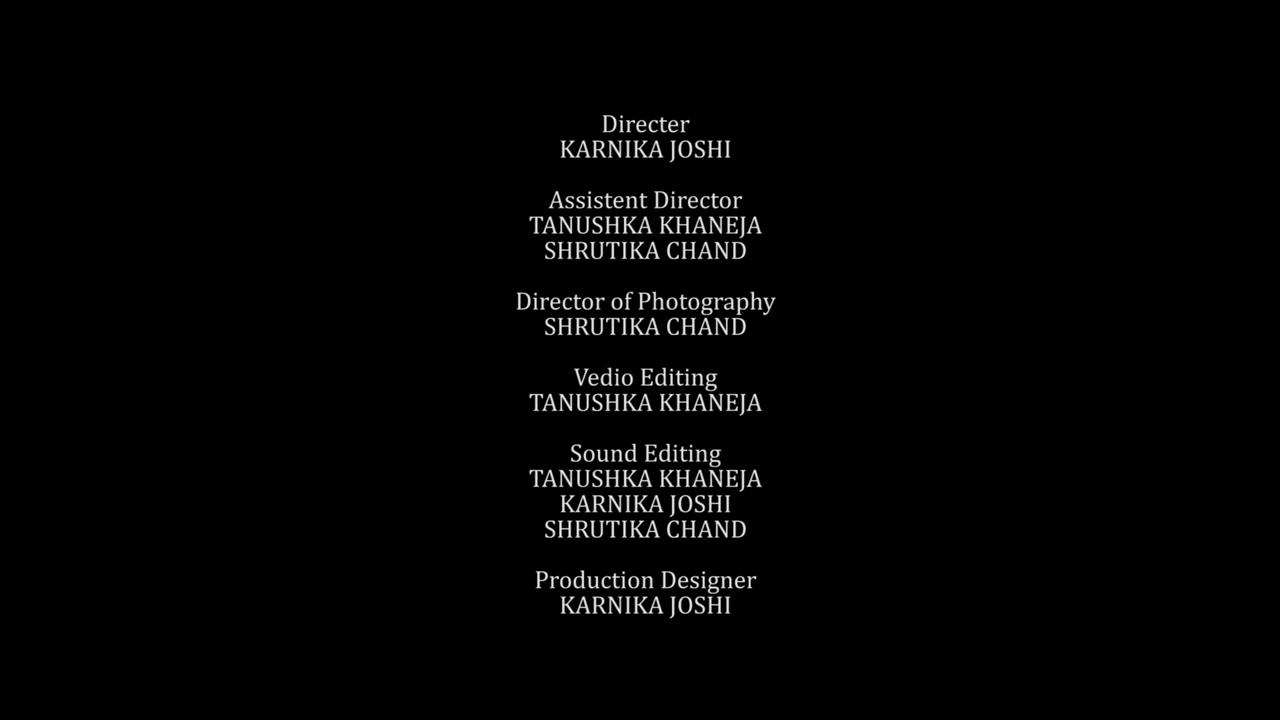 Directer
KARNIKA JOSHI
Assistent Director
TANUSHKA KHANEJA
SHRUTIKA CHAND
Director of Photography
SHRUTIKA CHAND
Vedio Editing
TANUSHKA KHANEJA
Sound Editing
TANUSHKA KHANEJA
KARNIKA JOSHI
SHRUTIKA CHAND
Production Designer
KARNIKA JOSHI